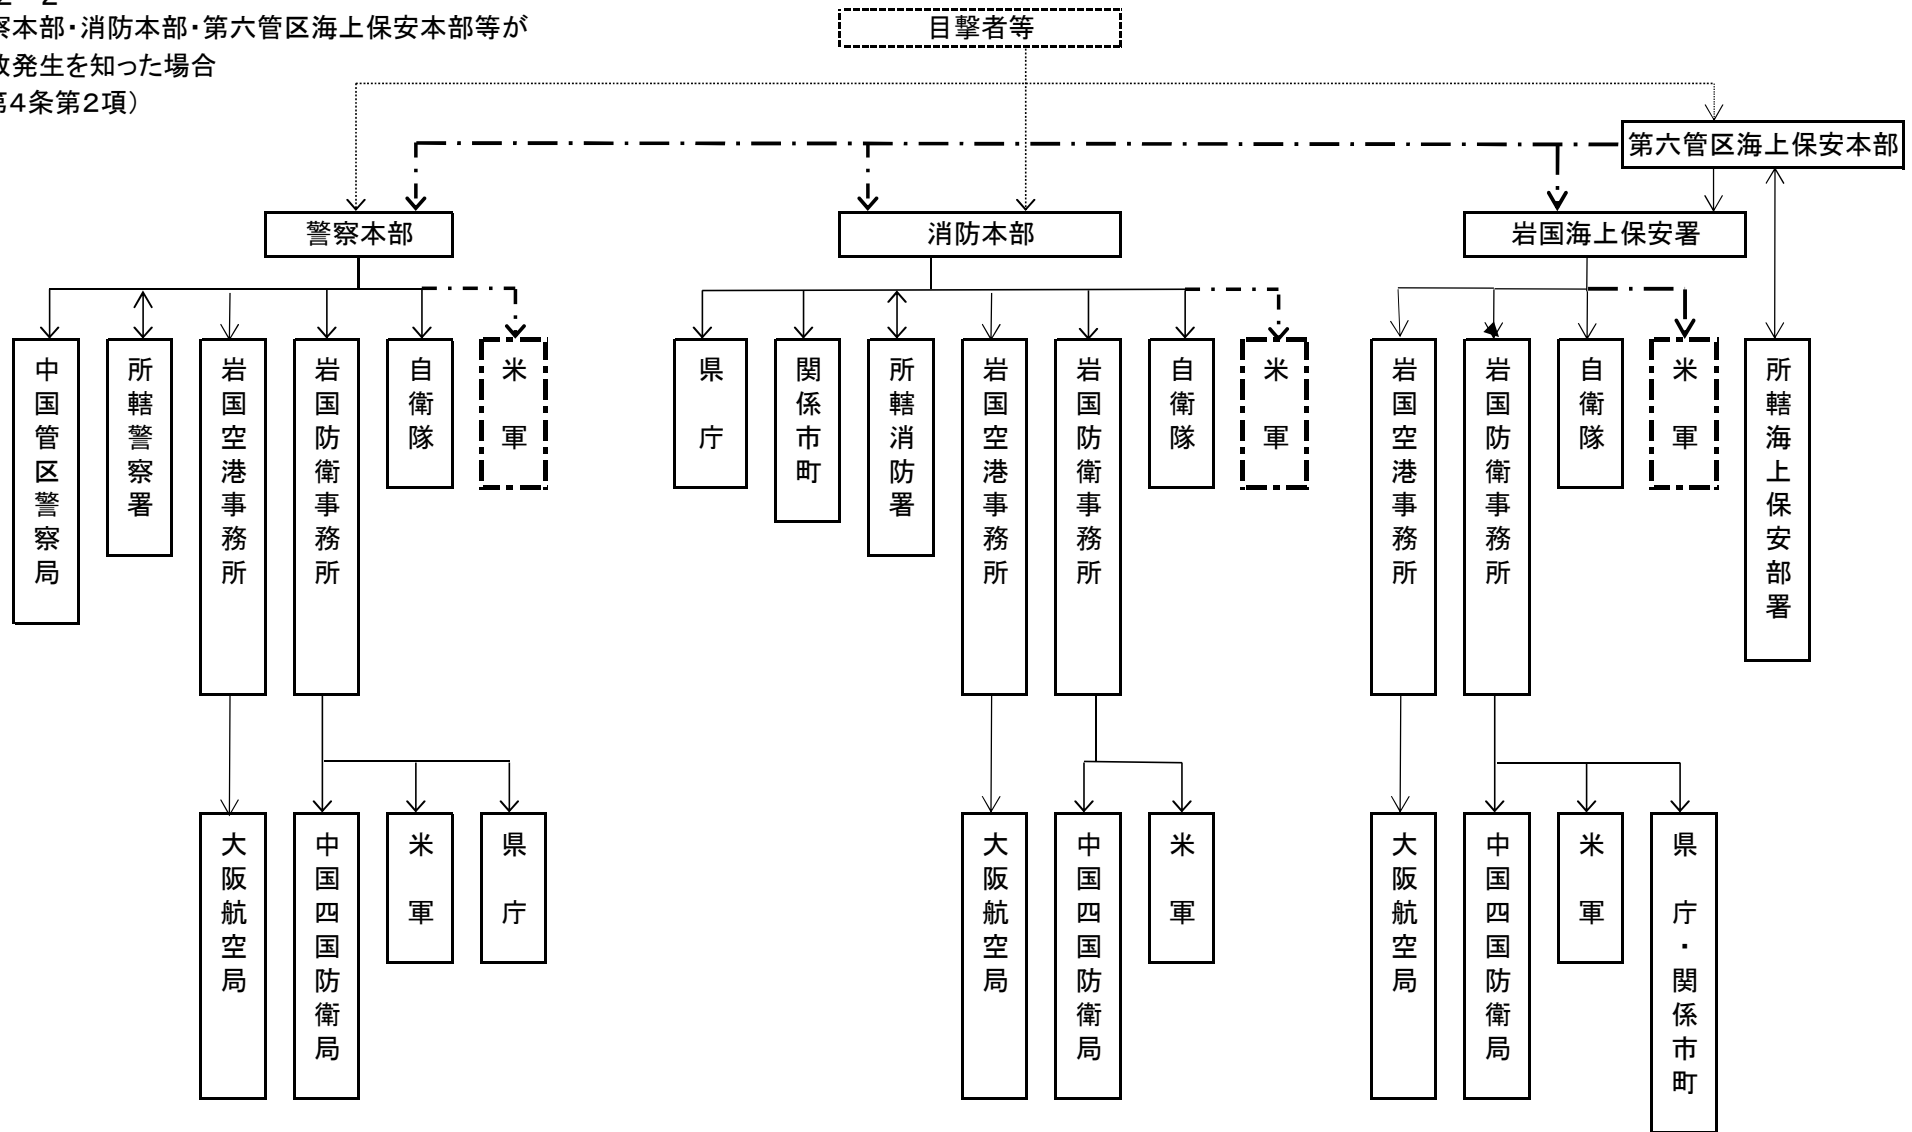 2-2
察本部・消防本部・第六管区海上保安本部等が
故発生を知った場合
第4条第2項)
目撃者等
第六管区海上保安本部
警察本部
消防本部
岩国海上保安署
中国管区警察局
所轄警察署
岩国空港事務所
岩国防衛事務所
自衛隊
米軍
県庁
関係市町
所轄消防署
岩国空港事務所
岩国防衛事務所
自衛隊
米軍
岩国空港事務所
岩国防衛事務所
自衛隊
米軍
所轄海上保安部署
大阪航空局
中国四国防衛局
米軍
県庁
大阪航空局
中国四国防衛局
米軍
大阪航空局
中国四国防衛局
米軍
県庁・関係市町